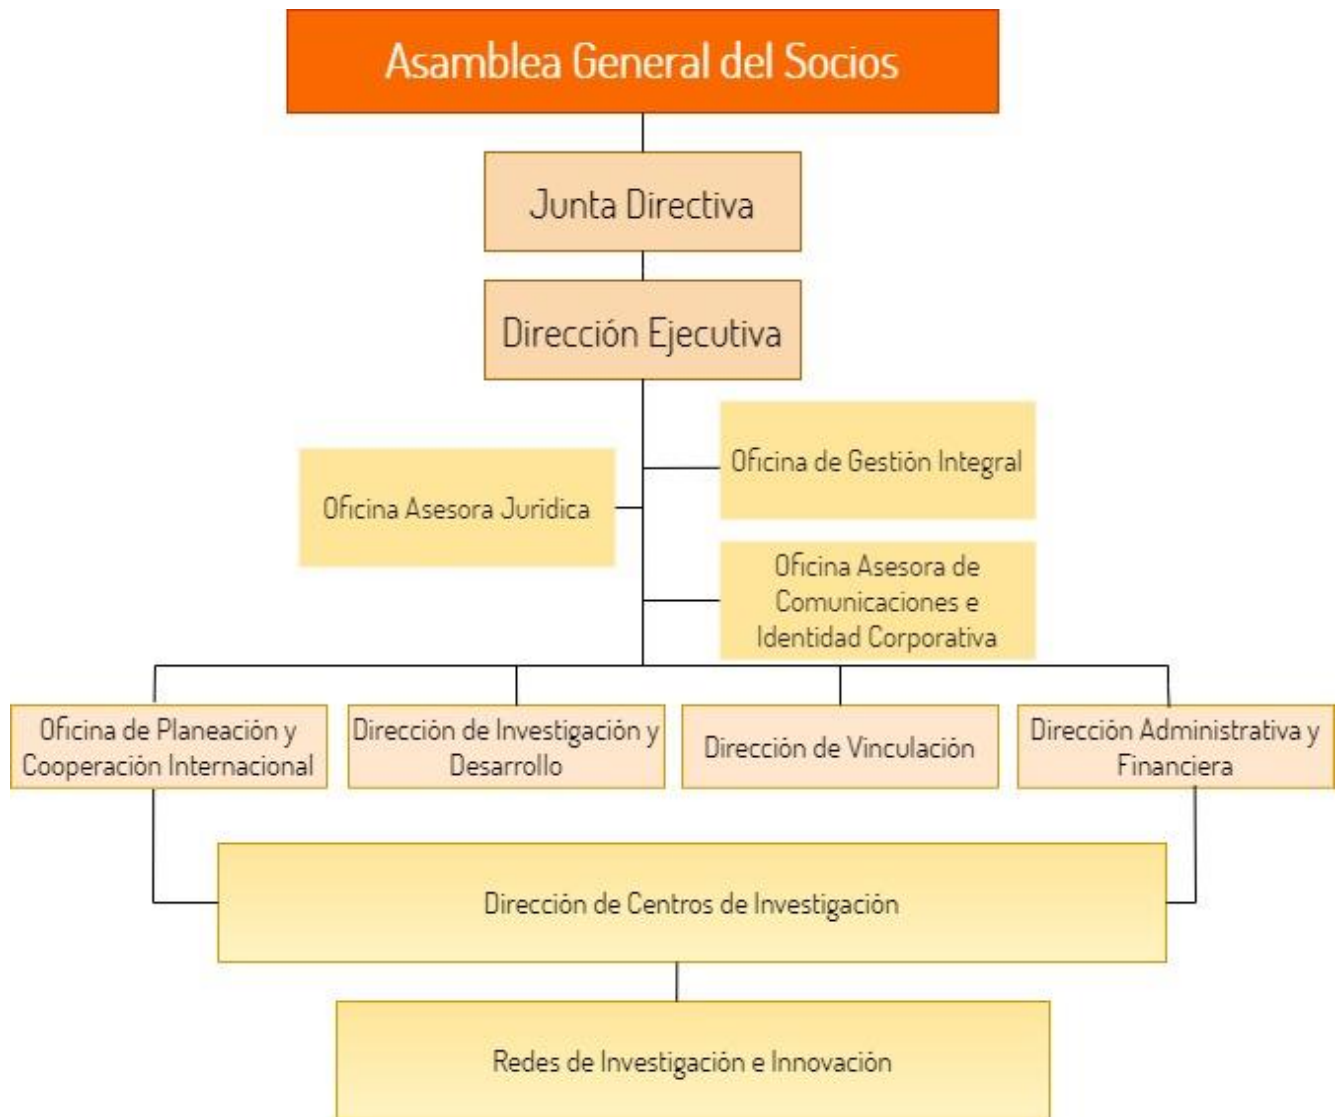 Asamblea General del Socios
Junta Directiva
Dirección Ejecutiva
Oficina de Gestión Integral
Oficina Asesora Juridica
Oficina Asesora de
Comunicaciones e
Identidad Corporativa
Oficina de Planeación y
Cooperación Internacional
Dirección de Investigación y
Desarrollo
Dirección de Vinculación
Dirección Administrativa y
Financiera
Dirección de Centros de Investigación
Redes de Investigación e Innovación